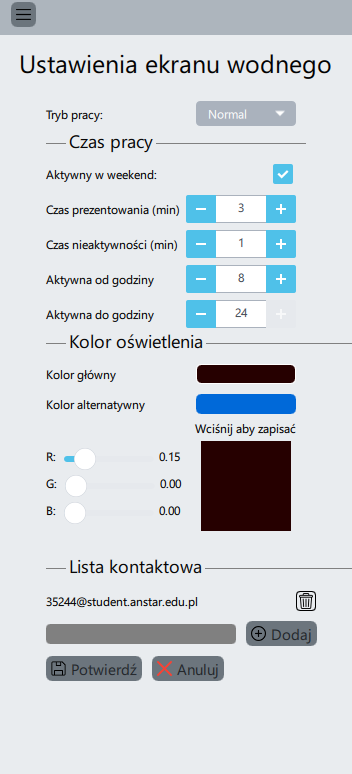 Ustawienia ekranu wodnego
Tryb pracy: Normal
Czas pracy
Aktywny w weekend:
Czas prezentowania (min) 3
Czas nieaktywności (min) 1
Aktywna od godziny 8
Aktywna do godziny 24
Kolor oświetlenia
Kolor główny
Kolor alternatywny
Wciśnij aby zapisać
R: 0.15
G: 0.00
B: 0.00
Lista kontaktowa
35244@student.anstar.edu.pl
Dodaj
Potwierdź Anuluj